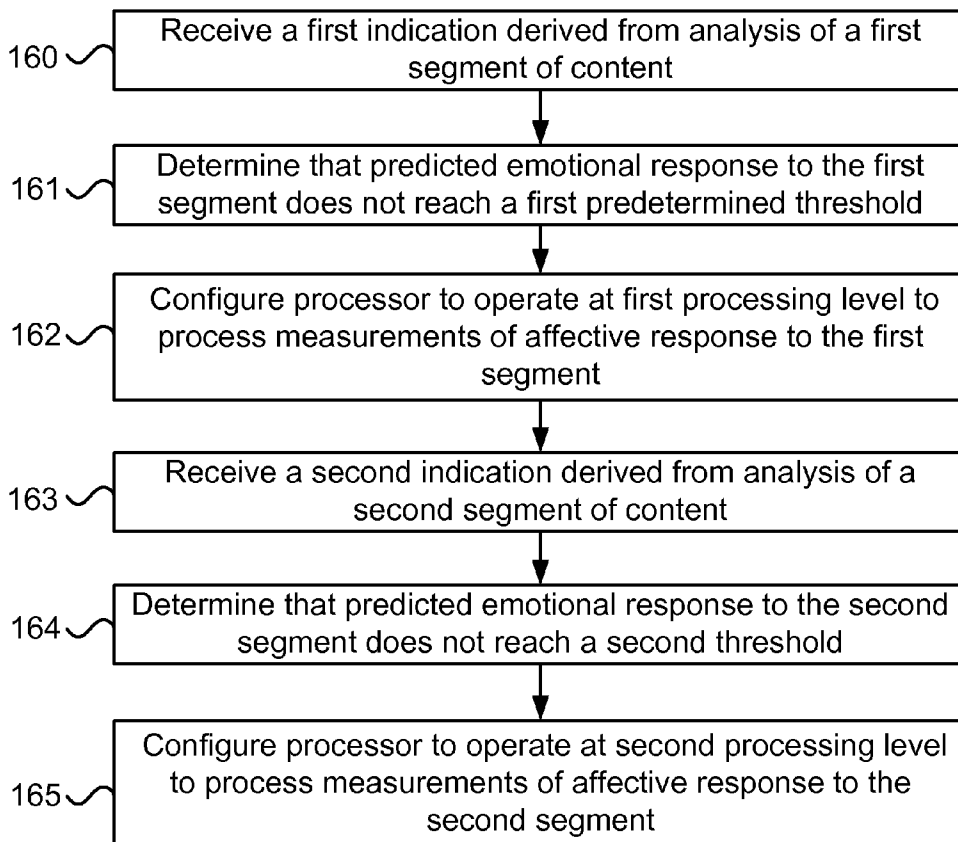 160
Receive a first indication derived from analysis of a first
segment of content
161
Determine that predicted emotional response to the first
segment does not reach a first predetermined threshold
162
Configure processor to operate at first processing level to
process measurements of affective response to the first
segment
163
Receive a second indication derived from analysis of a
second segment of content
164
Determine that predicted emotional response to the second
segment does not reach a second threshold
165
Configure processor to operate at second processing level
to process measurements of affective response to the
second segment